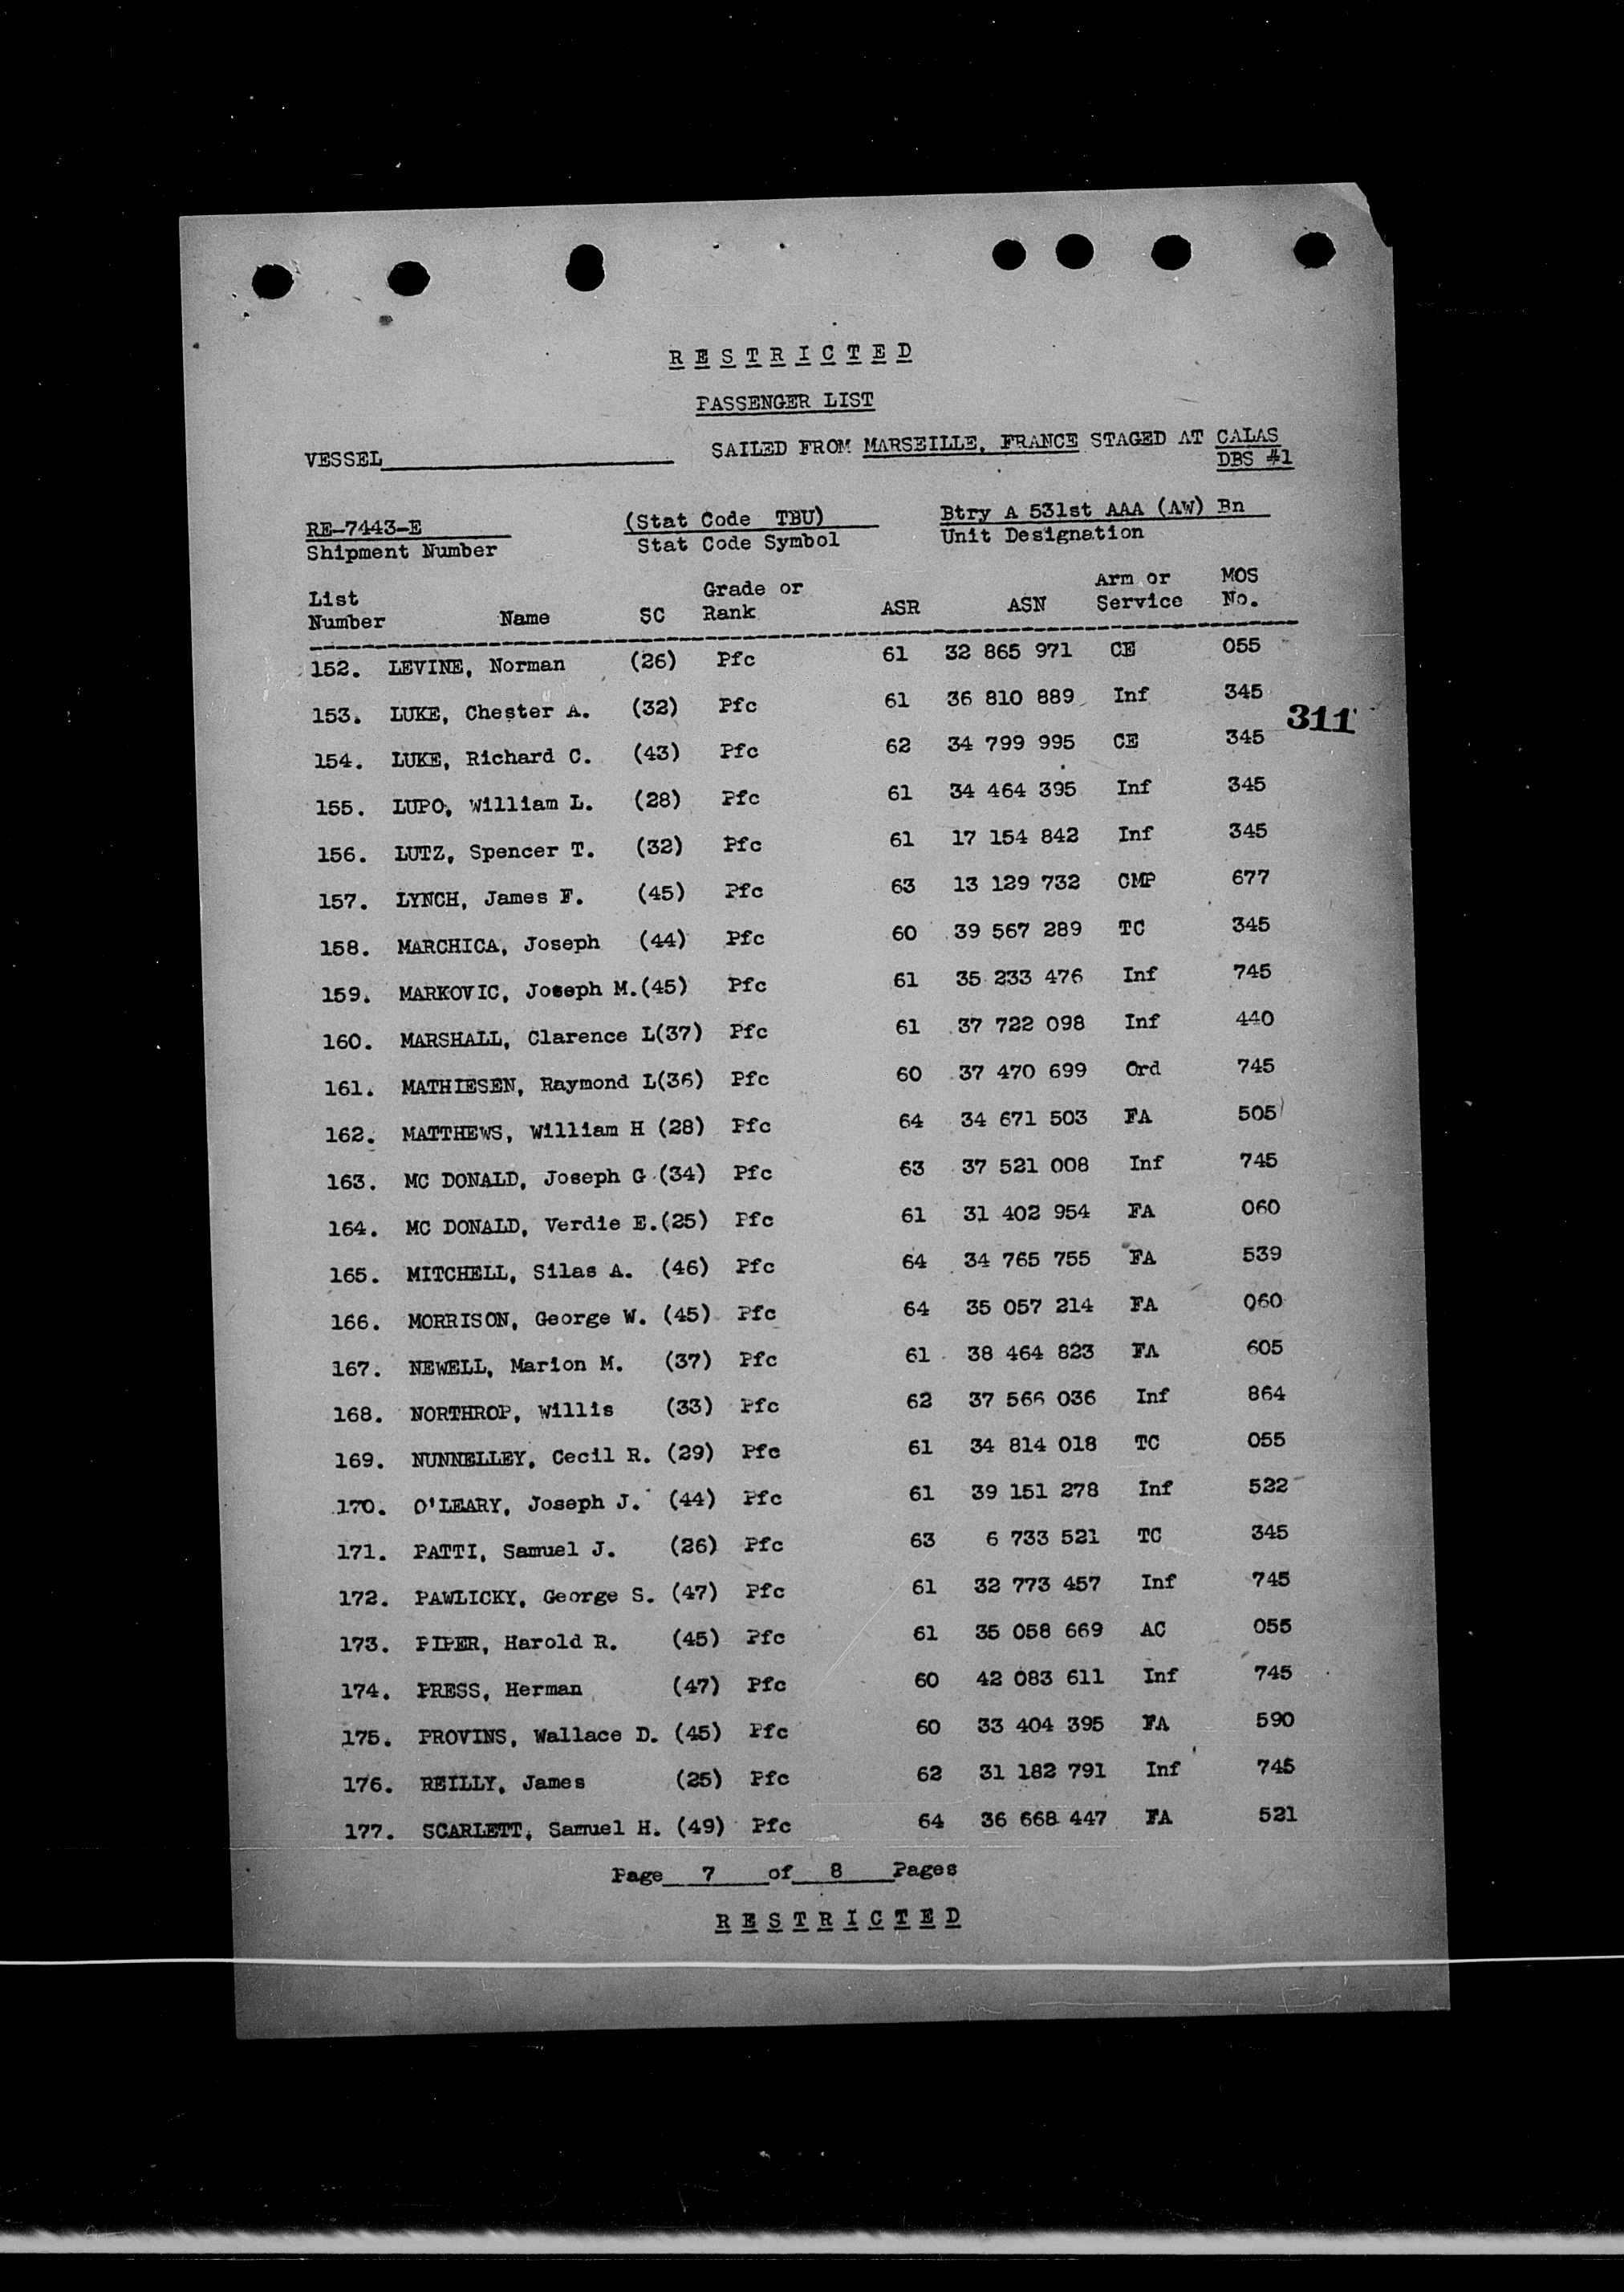 RESTRICTED
PASSENGER LIST
VESSEL SAILED FROM MARSEILLE, FRANCE STAGED AT CALAS
DBS #1
RE-7443-E (Stat Code TBU) Btry A 531st AAA (AW) Bn
Shipment Number Stat Code Symbol Unit Designation
List Grade or Arm or MOS
Number Name SC Rank ASR ASN Service No.
152. LEVINE, Norman (26) Pfc 61 32 865 971 CE 055
153. LUKE, Chester A. (32) Pfc 61 36 810 889 Inf 345
311
154. LUKE, Richard C. (43) Pfc 62 34 799 995 CE 345
155. LUPO, William L. (28) Pfc 61 34 464 395 Inf 345
156. LUTZ, Spencer T. (32) Pfc 61 17 154 842 Inf 345
157. LYNCH, James F. (45) Pfc 63 13 129 732 CMP 677
158. MARCHICA, Joseph (44) Pfc 60 39 567 289 TC 345
159. MARKOVIC, Joseph M.(45) Pfc 61 35 233 476 Inf 745
160. MARSHALL, Clarence L(37) Pfc 61 37 722 098 Inf 440
161. MATHIESEN, Raymond L(36) Pfc 60 37 470 699 Ord 745
162. MATTHEWS, William H (28) Pfc 64 34 671 503 FA 505
163. MC DONALD, Joseph G (34) Pfc 63 37 521 008 Inf 745
164. MC DONALD, Verdie E.(25) Pfc 61 31 402 954 FA 060
165. MITCHELL, Silas A. (46) Pfc 64 34 765 755 FA 539
166. MORRISON, George W. (45) Pfc 64 35 057 214 FA 060
167. NEWELL, Marion M. (37) Pfc 61 38 464 823 FA 605
168. NORTHROP, Willis (33) Pfc 62 37 566 036 Inf 864
169. NUNNELLEY, Cecil R. (29) Pfc 61 34 814 018 TC 055
170. O'LEARY, Joseph J. (44) Pfc 61 39 151 278 Inf 522
171. PATTI, Samuel J. (26) Pfc 63 6 733 521 TC 345
172. PAWLICKY, George S. (47) Pfc 61 32 773 457 Inf 745
173. PIPER, Harold R. (45) Pfc 61 35 058 669 AC 055
174. PRESS, Herman (47) Pfc 60 42 083 611 Inf 745
175. PROVINS, Wallace D. (45) Pfc 60 33 404 395 FA 590
176. REILLY, James (25) Pfc 62 31 182 791 Inf 745
177. SCARLETT, Samuel H. (49) Pfc 64 36 668 447 FA 521
Page 7 of 8 Pages
RESTRICTED